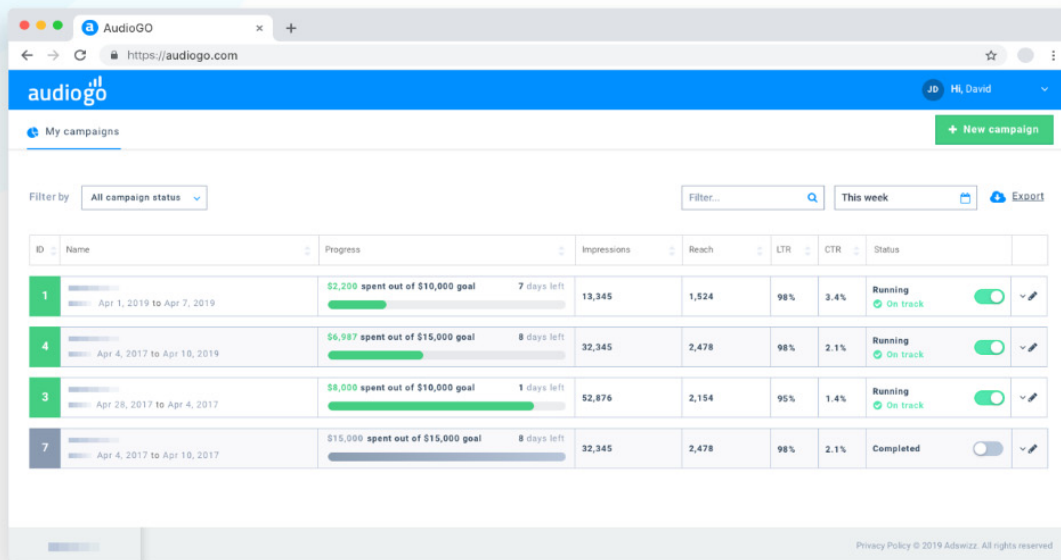 a AudioGO × +
https://audiogo.com
audiogo JD Hi, David
My campaigns + New campaign
Filter by All campaign status Filter... This week Export
ID Name Progress Impressions Reach LTR CTR Status
1 Apr 1, 2019 to Apr 7, 2019 $2,200 spent out of $10,000 goal 7 days left 13,345 1,524 98% 3.4% Running
On track
4 Apr 4, 2017 to Apr 10, 2019 $6,987 spent out of $15,000 goal 8 days left 32,345 2,478 98% 2.1% Running
On track
3 Apr 28, 2017 to Apr 4, 2017 $8,000 spent out of $10,000 goal 1 days left 52,876 2,154 95% 1.4% Running
On track
7 Apr 4, 2017 to Apr 10, 2017 $15,000 spent out of $15,000 goal 8 days left 32,345 2,478 98% 2.1% Completed
Privacy Policy © 2019 Adswizz. All rights reserved